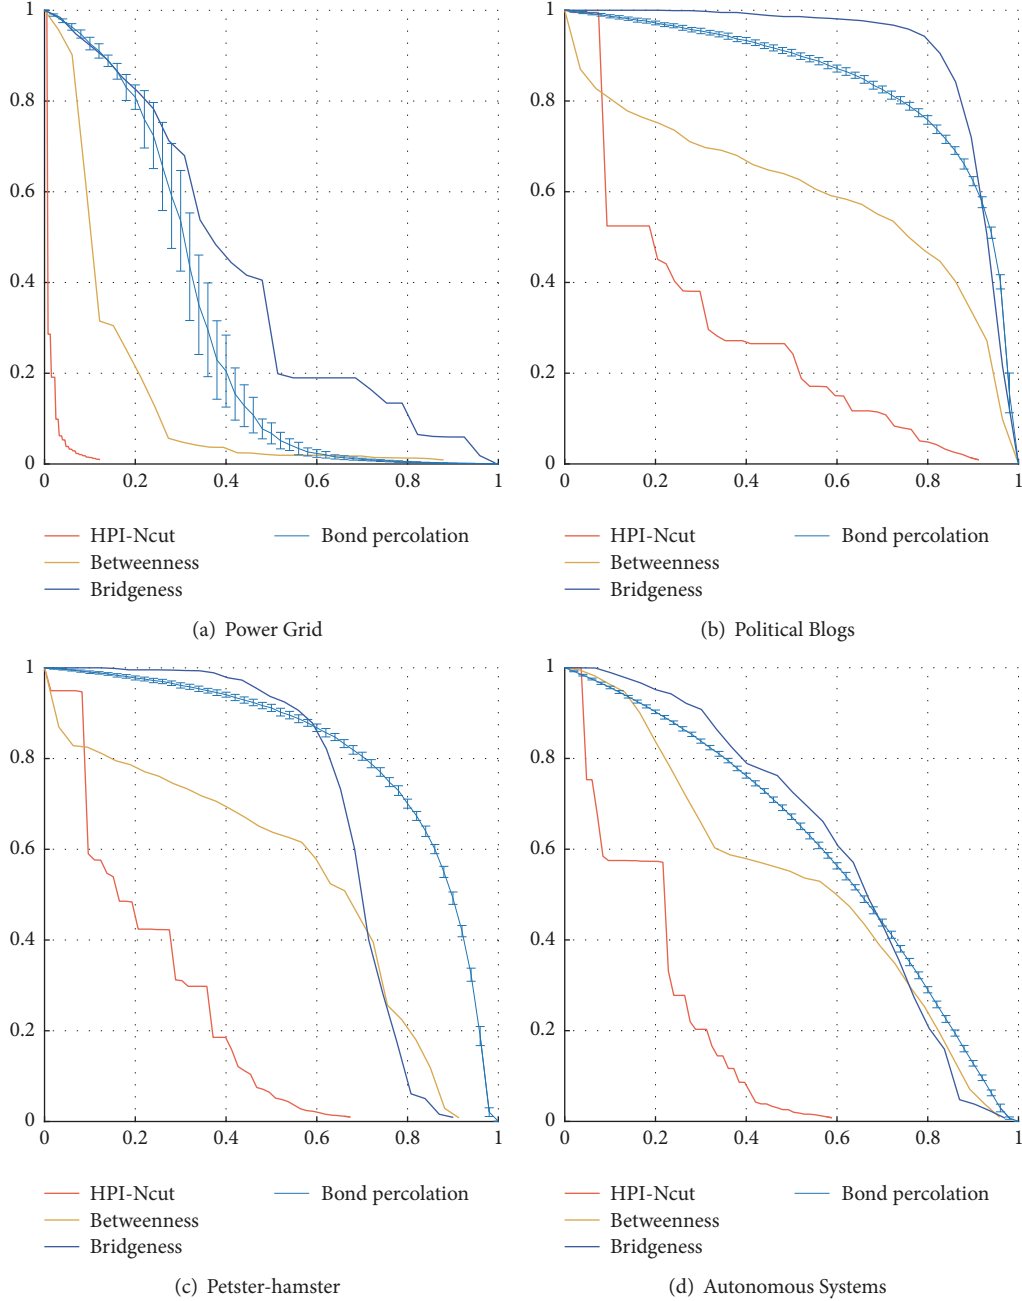 1
0.8
0.6
0.4
0.2
0
0 0.2 0.4 0.6 0.8 1
HPI-Ncut Bond percolation
Betweenness
Bridgeness
(a) Power Grid
1
0.8
0.6
0.4
0.2
0
0 0.2 0.4 0.6 0.8 1
HPI-Ncut Bond percolation
Betweenness
Bridgeness
(b) Political Blogs
1
0.8
0.6
0.4
0.2
0
0 0.2 0.4 0.6 0.8 1
HPI-Ncut Bond percolation
Betweenness
Bridgeness
(c) Petster-hamster
1
0.8
0.6
0.4
0.2
0
0 0.2 0.4 0.6 0.8 1
HPI-Ncut Bond percolation
Betweenness
Bridgeness
(d) Autonomous Systems